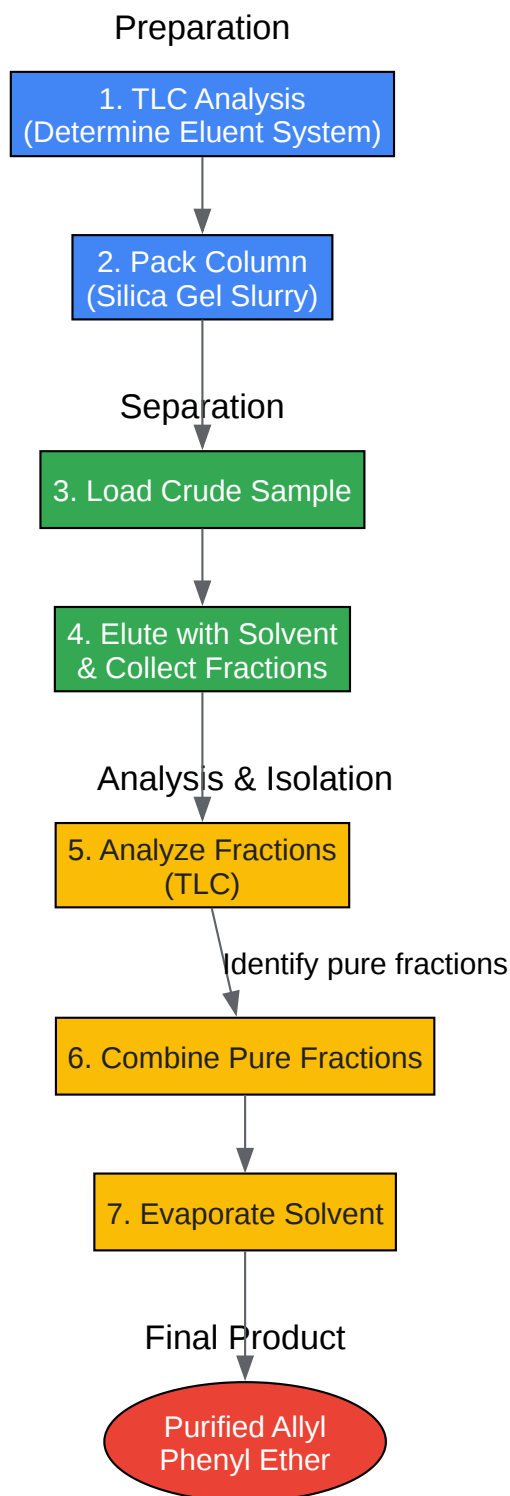 Preparation
1. TLC Analysis
(Determine Eluent System)
2. Pack Column
(Silica Gel Slurry)
Separation
3. Load Crude Sample
4. Elute with Solvent
& Collect Fractions
Analysis & Isolation
5. Analyze Fractions
(TLC)
Identify pure fractions
6. Combine Pure Fractions
7. Evaporate Solvent
Final Product
Purified Allyl
Phenyl Ether